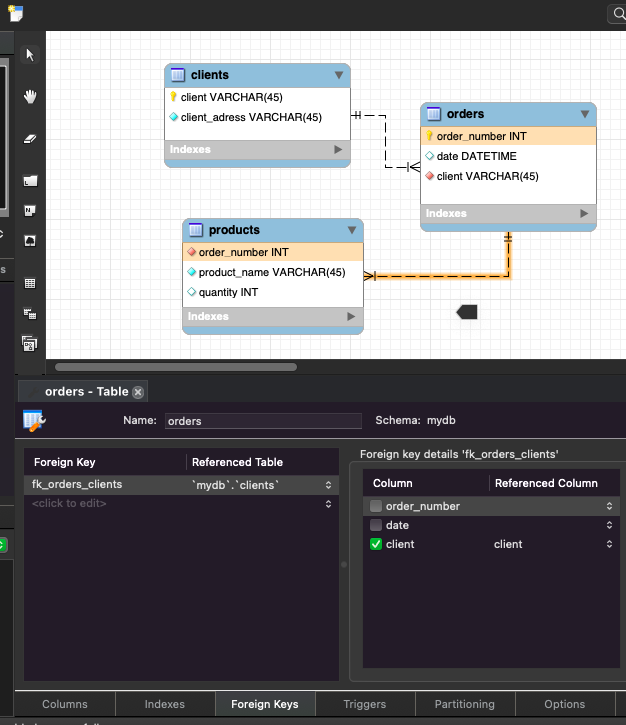 clients
client VARCHAR(45)
client_adress VARCHAR(45)
Indexes
orders
order_number INT
date DATETIME
client VARCHAR(45)
Indexes
products
order_number INT
product_name VARCHAR(45)
quantity INT
Indexes
orders - Table
Name: orders Schema: mydb
Foreign Key Referenced Table
fk_orders_clients `mydb`.`clients`
<click to edit>
Foreign key details 'fk_orders_clients'
Column Referenced Column
order_number
date
client client
Columns Indexes Foreign Keys Triggers Partitioning Options